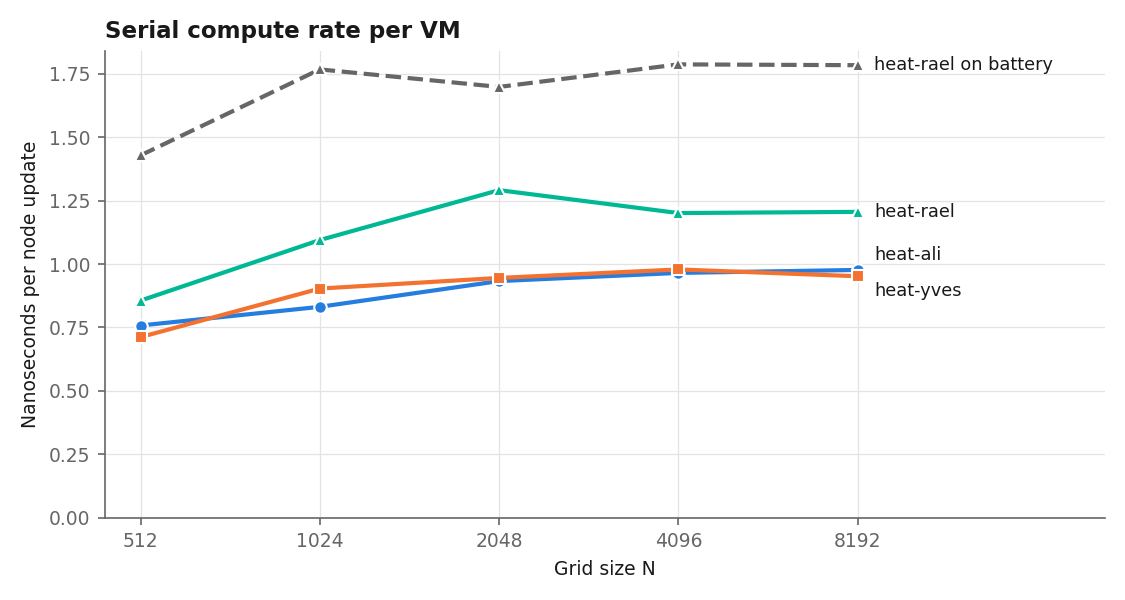 Serial compute rate per VM
Nanoseconds per node update
1.75
1.50
1.25
1.00
0.75
0.50
0.25
0.00
heat-rael on battery
heat-rael
heat-ali
heat-yves
512 1024 2048 4096 8192
Grid size N